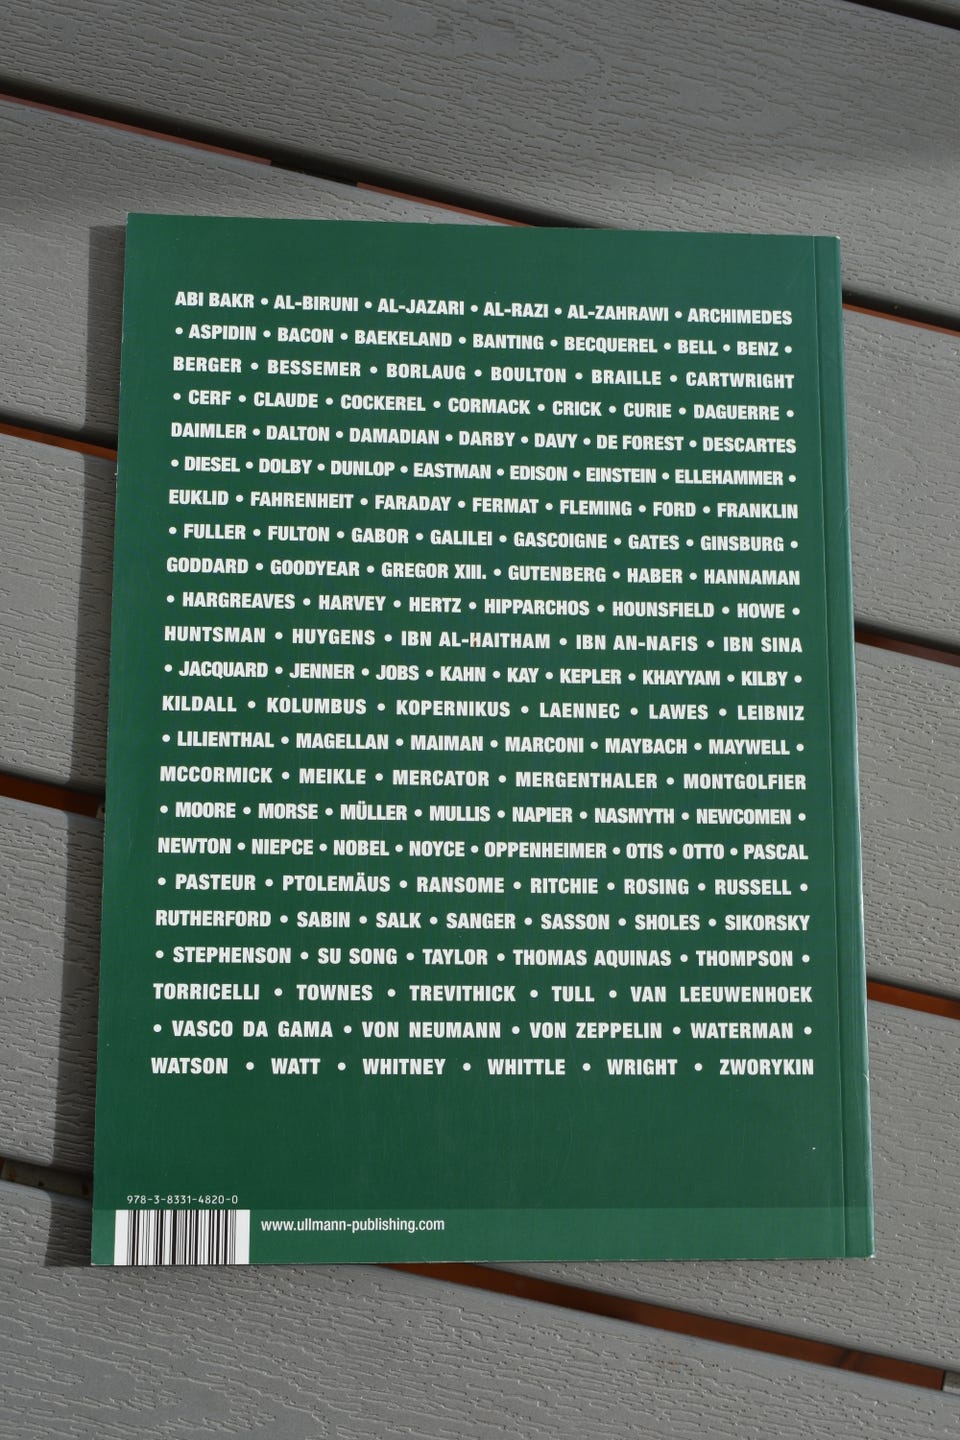 ABI BAKR • AL-BIRUNI • AL-JAZARI • AL-RAZI • AL-ZAHRAWI • ARCHIMEDES
• ASPIDIN • BACON • BAEKELAND • BANTING • BECQUEREL • BELL • BENZ •
BERGER • BESSEMER • BORLAUG • BOULTON • BRAILLE • CARTWRIGHT
• CERF • CLAUDE • COCKEREL • CORMACK • CRICK • CURIE • DAGUERRE •
DAIMLER • DALTON • DAMADIAN • DARBY • DAVY • DE FOREST • DESCARTES
• DIESEL • DOLBY • DUNLOP • EASTMAN • EDISON • EINSTEIN • ELLEHAMMER •
EUKLID • FAHRENHEIT • FARADAY • FERMAT • FLEMING • FORD • FRANKLIN
• FULLER • FULTON • GABOR • GALILEI • GASCOIGNE • GATES • GINSBURG •
GODDARD • GOODYEAR • GREGOR XIII. • GUTENBERG • HABER • HANNAMAN
• HARGREAVES • HARVEY • HERTZ • HIPPARCHOS • HOUNSFIELD • HOWE •
HUNTSMAN • HUYGENS • IBN AL-HAITHAM • IBN AN-NAFIS • IBN SINA
• JACQUARD • JENNER • JOBS • KAHN • KAY • KEPLER • KHAYYAM • KILBY •
KILDALL • KOLUMBUS • KOPERNIKUS • LAENNEC • LAWES • LEIBNIZ
• LILIENTHAL • MAGELLAN • MAIMAN • MARCONI • MAYBACH • MAYWELL •
MCCORMICK • MEIKLE • MERCATOR • MERGENTHALER • MONTGOLFIER
• MOORE • MORSE • MÜLLER • MULLIS • NAPIER • NASMYTH • NEWCOMEN •
NEWTON • NIEPCE • NOBEL • NOYCE • OPPENHEIMER • OTIS • OTTO • PASCAL
• PASTEUR • PTOLEMÄUS • RANSOME • RITCHIE • ROSING • RUSSELL •
RUTHERFORD • SABIN • SALK • SANGER • SASSON • SHOLES • SIKORSKY
• STEPHENSON • SU SONG • TAYLOR • THOMAS AQUINAS • THOMPSON •
TORRICELLI • TOWNES • TREVITHICK • TULL • VAN LEEUWENHOEK
• VASCO DA GAMA • VON NEUMANN • VON ZEPPELIN • WATERMAN •
WATSON • WATT • WHITNEY • WHITTLE • WRIGHT • ZWORYKIN
978-3-8331-4820-0
www.ullmann-publishing.com